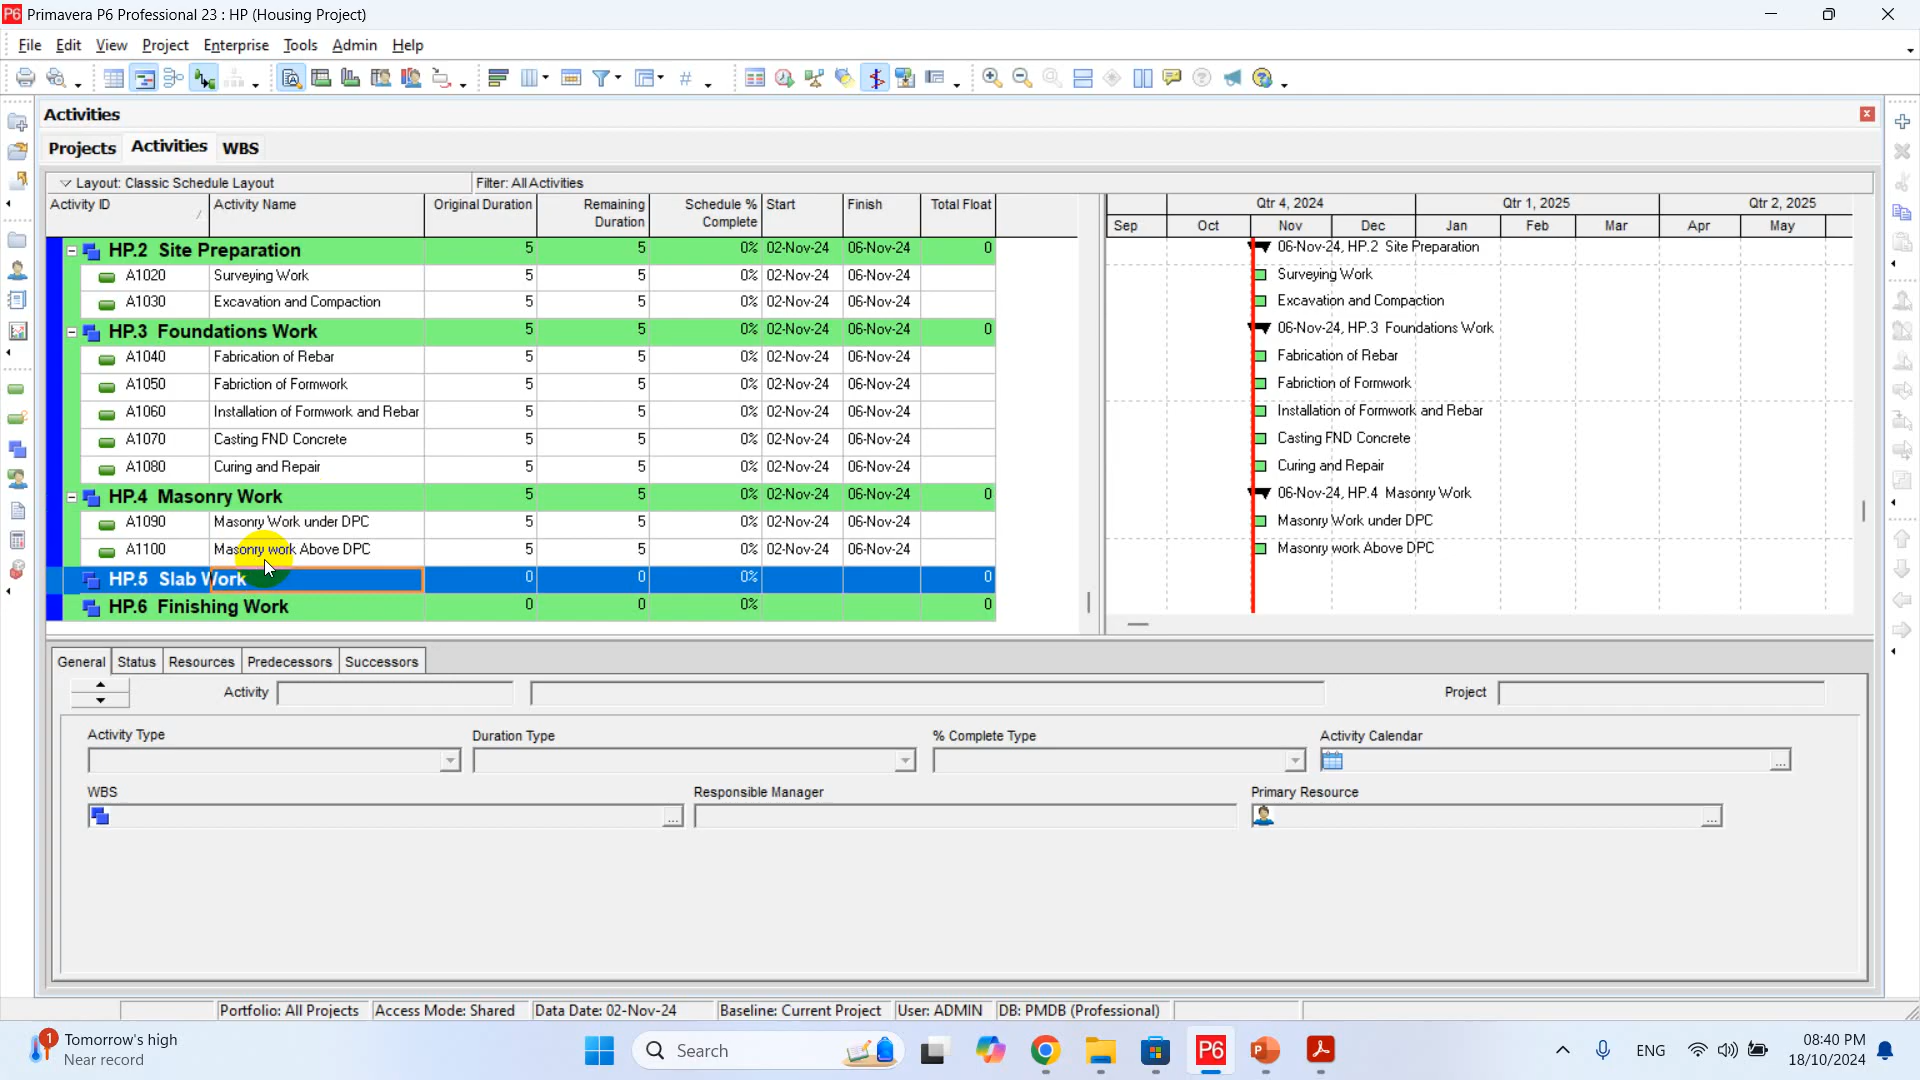 P6 Primavera P6 Professional 23 : HP (Housing Project)
File Edit View Project Enterprise Tools Admin Help
Activities
Projects Activities WBS
Layout: Classic Schedule Layout Filter: All Activities
Activity ID Activity Name Original Duration Remaining Duration Schedule % Complete Start Finish Total Float
Qtr 4, 2024 Qtr 1, 2025 Qtr 2, 2025
Sep Oct Nov Dec Jan Feb Mar Apr May
HP.2 Site Preparation 5 5 0% 02-Nov-24 06-Nov-24 0 06-Nov-24, HP.2 Site Preparation
A1020 Surveying Work 5 5 0% 02-Nov-24 06-Nov-24 Surveying Work
A1030 Excavation and Compaction 5 5 0% 02-Nov-24 06-Nov-24 Excavation and Compaction
HP.3 Foundations Work 5 5 0% 02-Nov-24 06-Nov-24 0 06-Nov-24, HP.3 Foundations Work
A1040 Fabrication of Rebar 5 5 0% 02-Nov-24 06-Nov-24 Fabrication of Rebar
A1050 Fabriction of Formwork 5 5 0% 02-Nov-24 06-Nov-24 Fabriction of Formwork
A1060 Installation of Formwork and Rebar 5 5 0% 02-Nov-24 06-Nov-24 Installation of Formwork and Rebar
A1070 Casting FND Concrete 5 5 0% 02-Nov-24 06-Nov-24 Casting FND Concrete
A1080 Curing and Repair 5 5 0% 02-Nov-24 06-Nov-24 Curing and Repair
HP.4 Masonry Work 5 5 0% 02-Nov-24 06-Nov-24 0 06-Nov-24, HP.4 Masonry Work
A1090 Masonry Work under DPC 5 5 0% 02-Nov-24 06-Nov-24 Masonry Work under DPC
A1100 Masonry work Above DPC 5 5 0% 02-Nov-24 06-Nov-24 Masonry work Above DPC
HP.5 Slab Work 0 0 0% 0
HP.6 Finishing Work 0 0 0% 0
General Status Resources Predecessors Successors
Activity Project
Activity Type Duration Type % Complete Type Activity Calendar
WBS Responsible Manager Primary Resource
Portfolio: All Projects Access Mode: Shared Data Date: 02-Nov-24 Baseline: Current Project User: ADMIN DB: PMDB (Professional)
1 Tomorrow's high
Near record
Search
P6
ENG
08:40 PM
18/10/2024